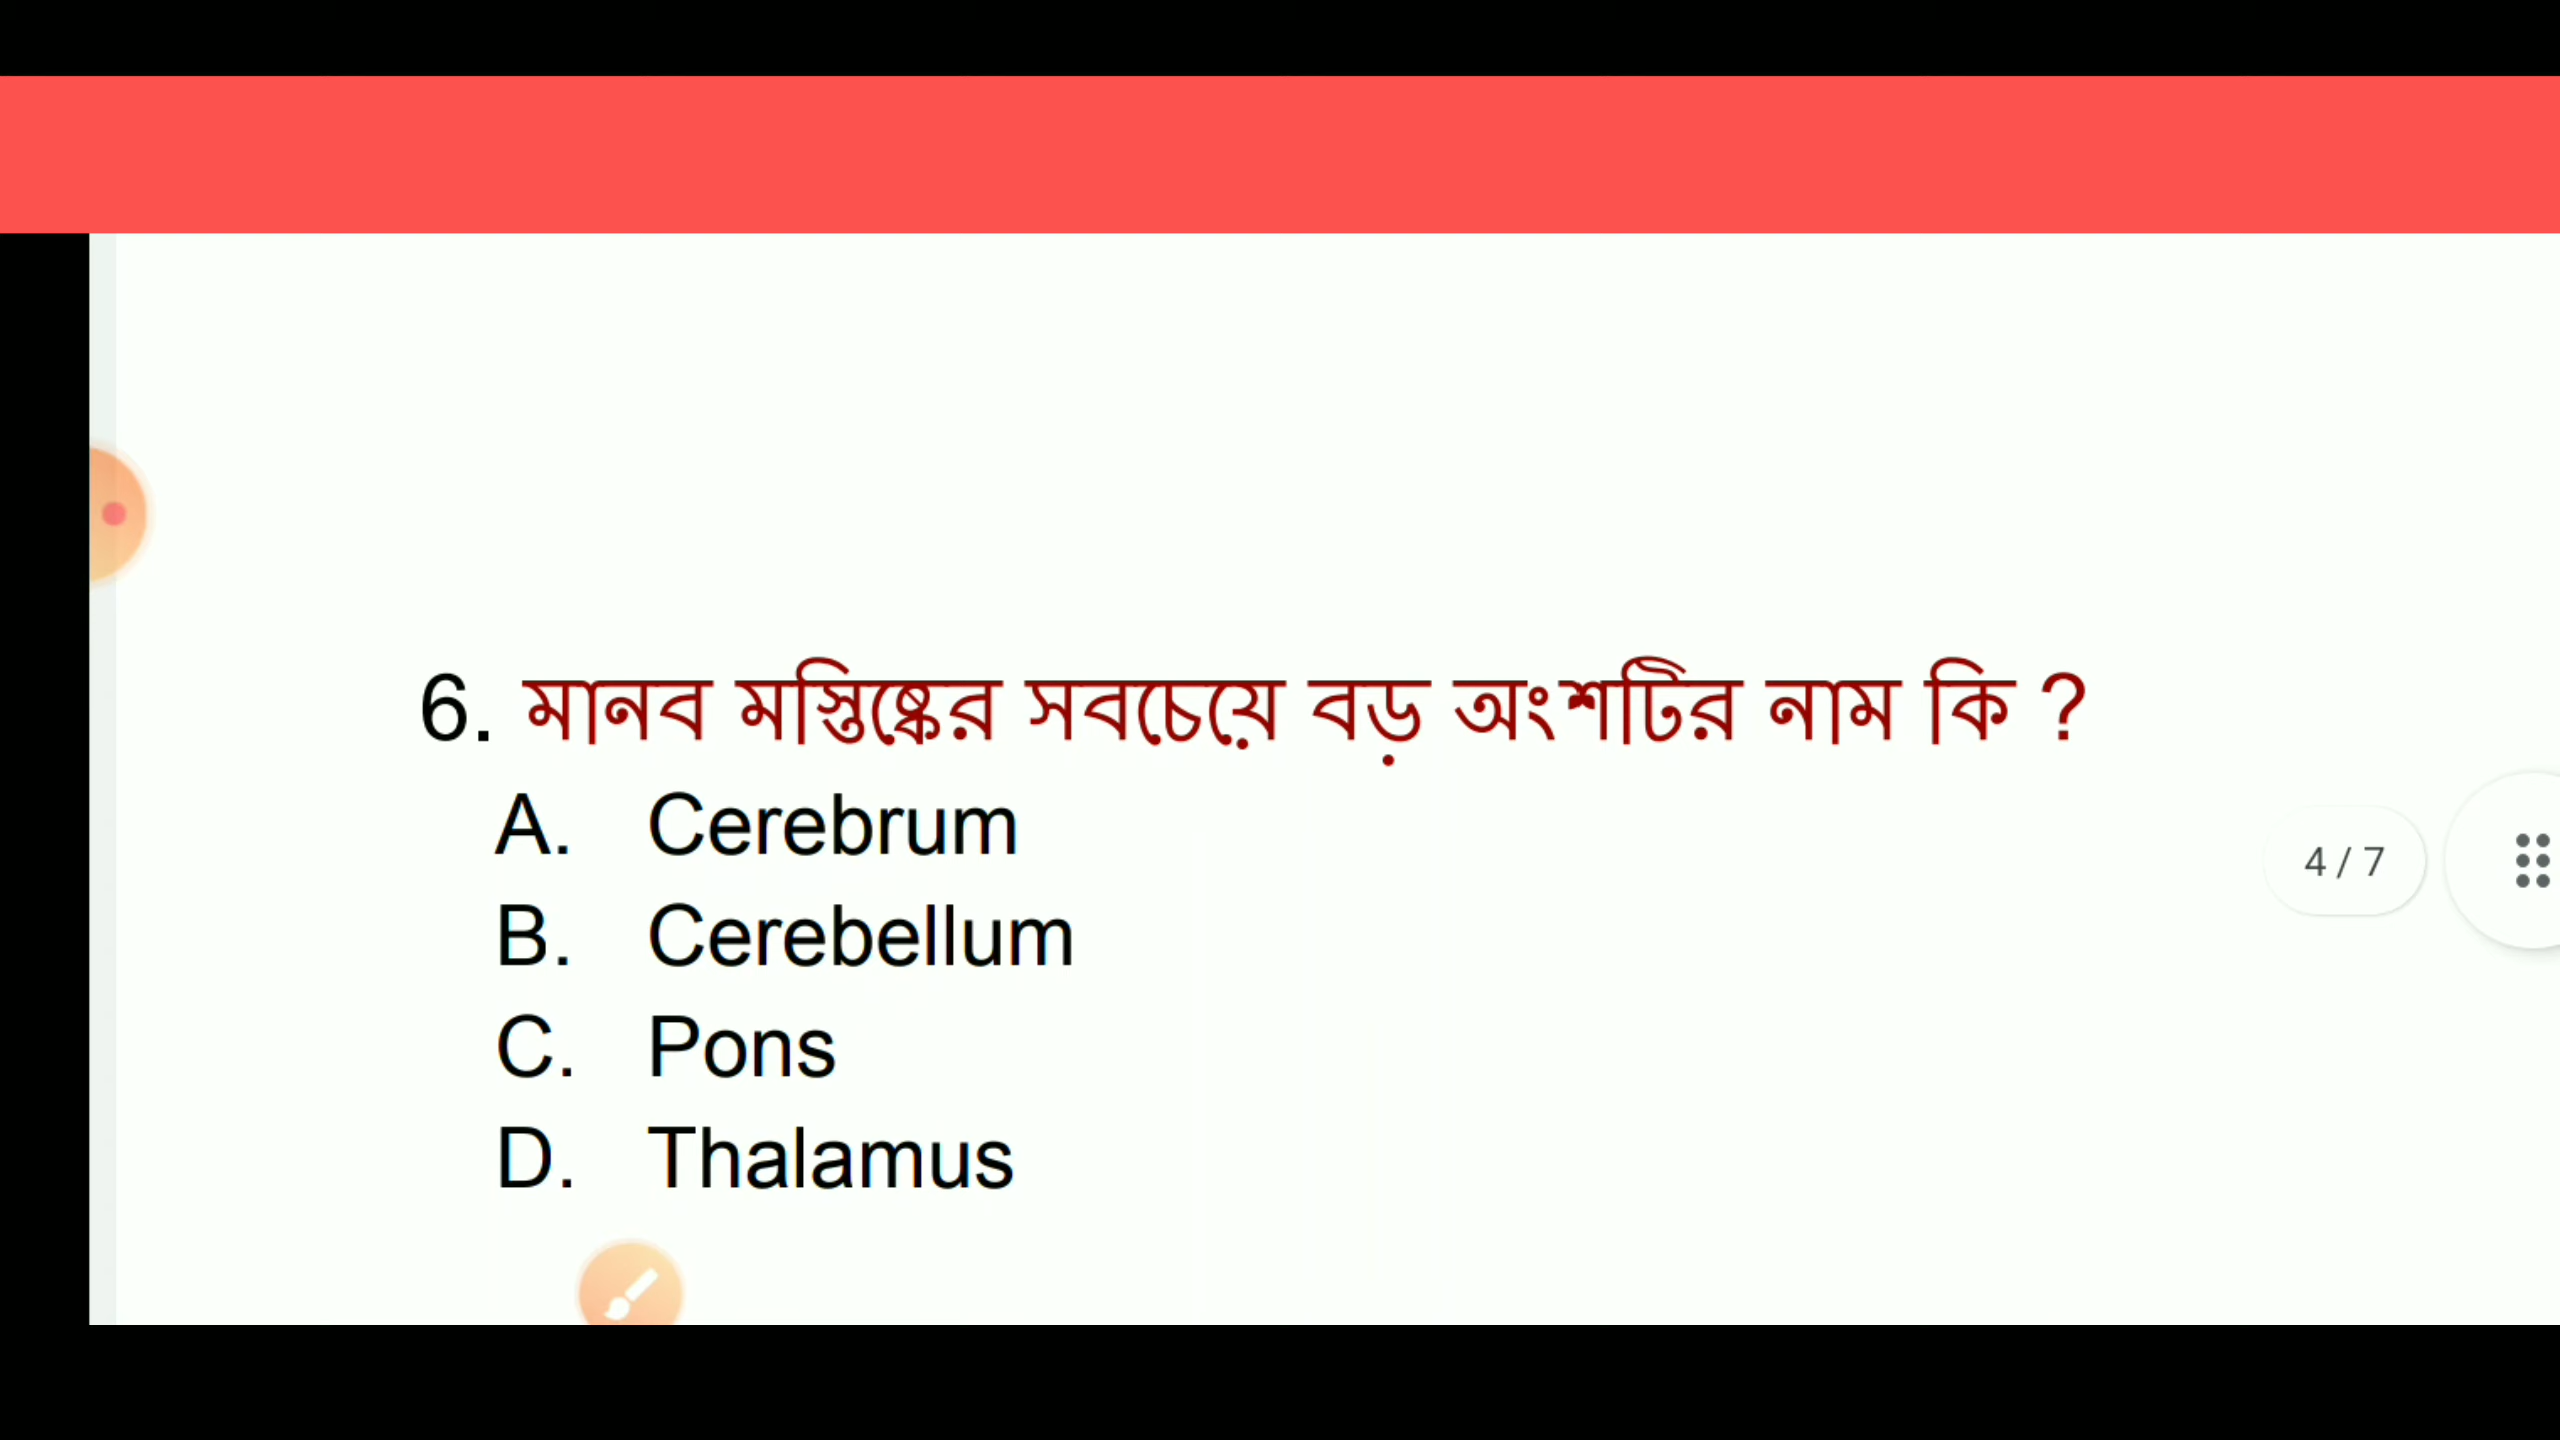 6. মানব মস্তিষ্কের সবচেয়ে বড় অংশটির নাম কি ?
A. Cerebrum
4 / 7
B. Cerebellum
C. Pons
D. Thalamus